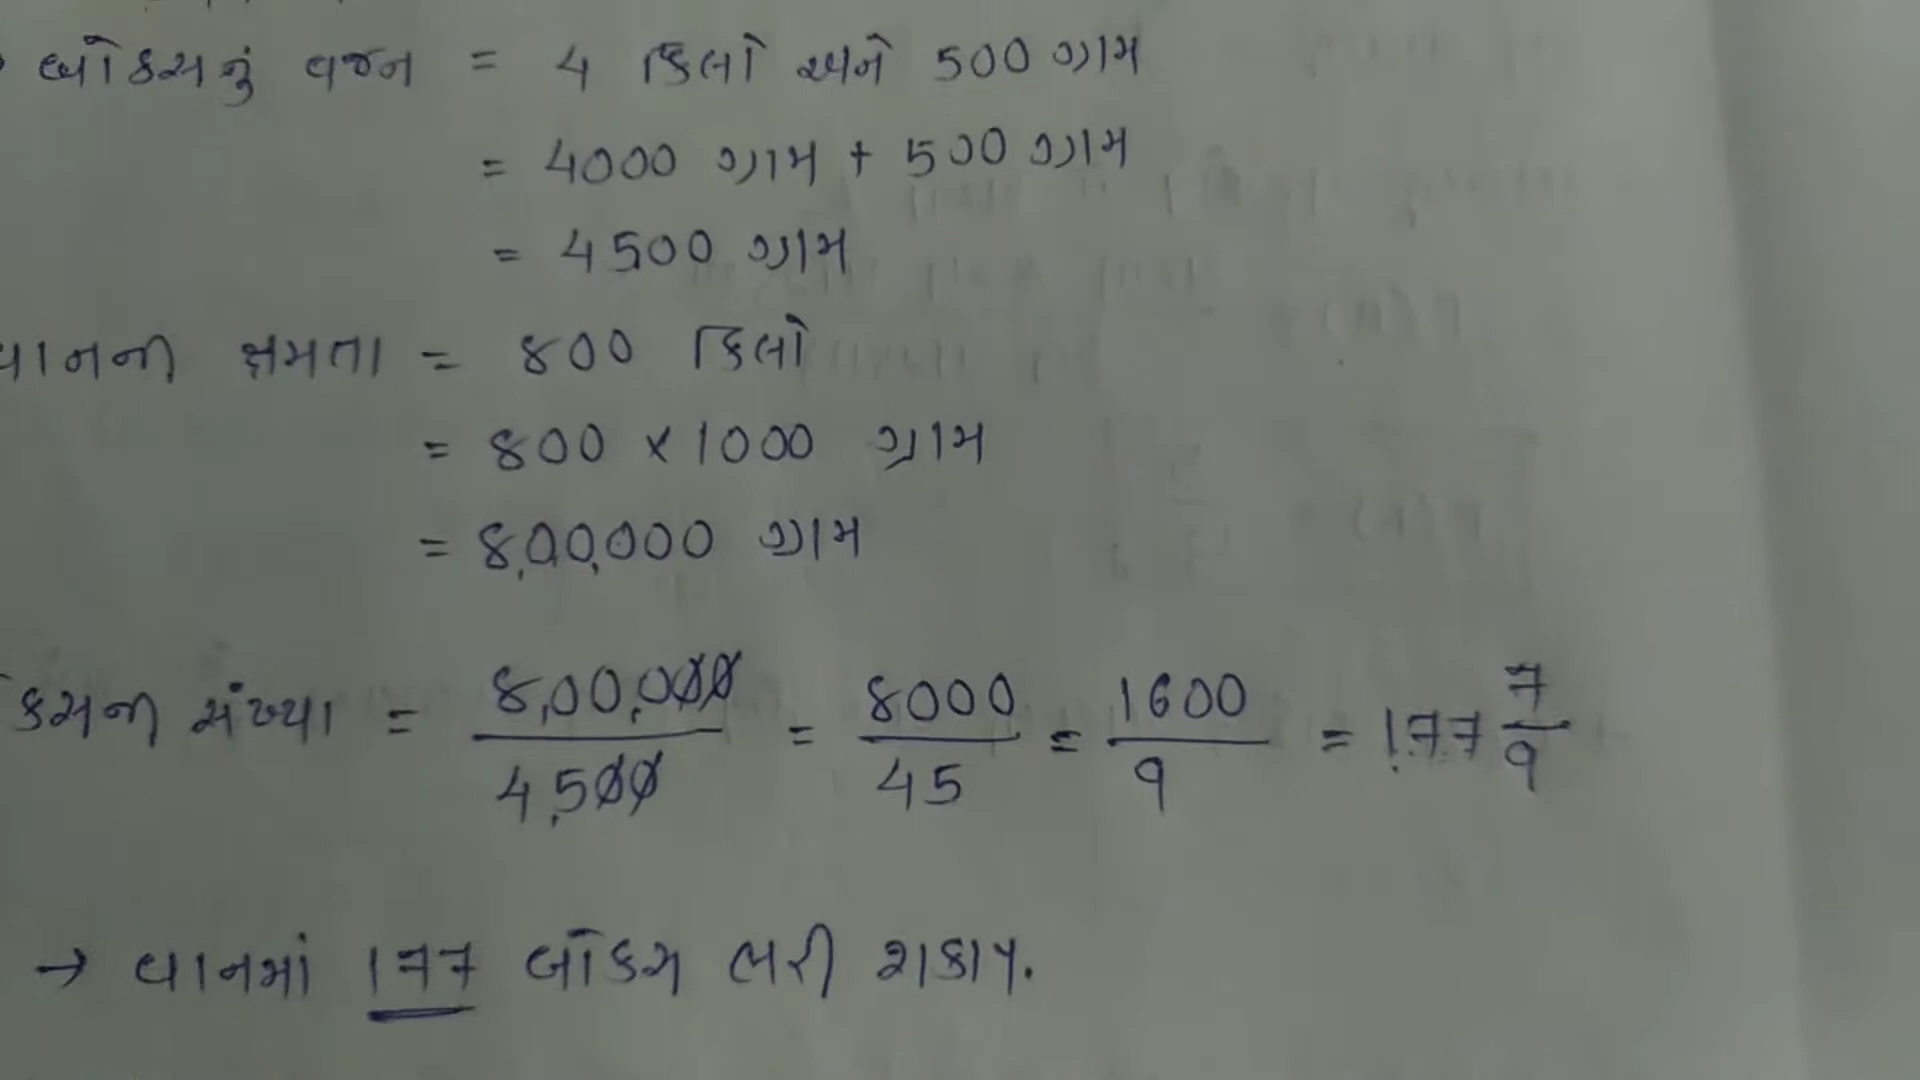 બૉક્સનું વજન = 4 કિલો અને 500 ગ્રામ
= 4000 ગ્રામ + 500 ગ્રામ
= 4500 ગ્રામ
વાનની ક્ષમતા = 800 કિલો
= 800 × 1000 ગ્રામ
= 8,00,000 ગ્રામ
ક્સની સંખ્યા = 8,00,000 / 4,500 = 8000 / 45 = 1600 / 9 = 177 7/9
→ વાનમાં 177 બૉક્સ ભરી શકાય.